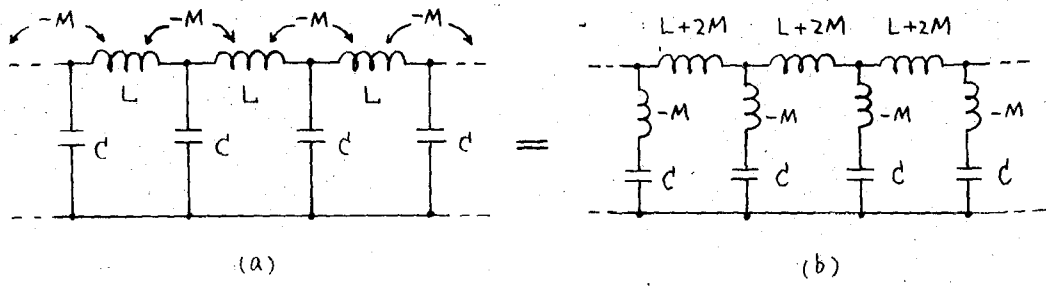 -M -M -M -M
L L L
C C C C
(a)
=
L+2M L+2M L+2M
-M -M -M -M
C C C C
(b)